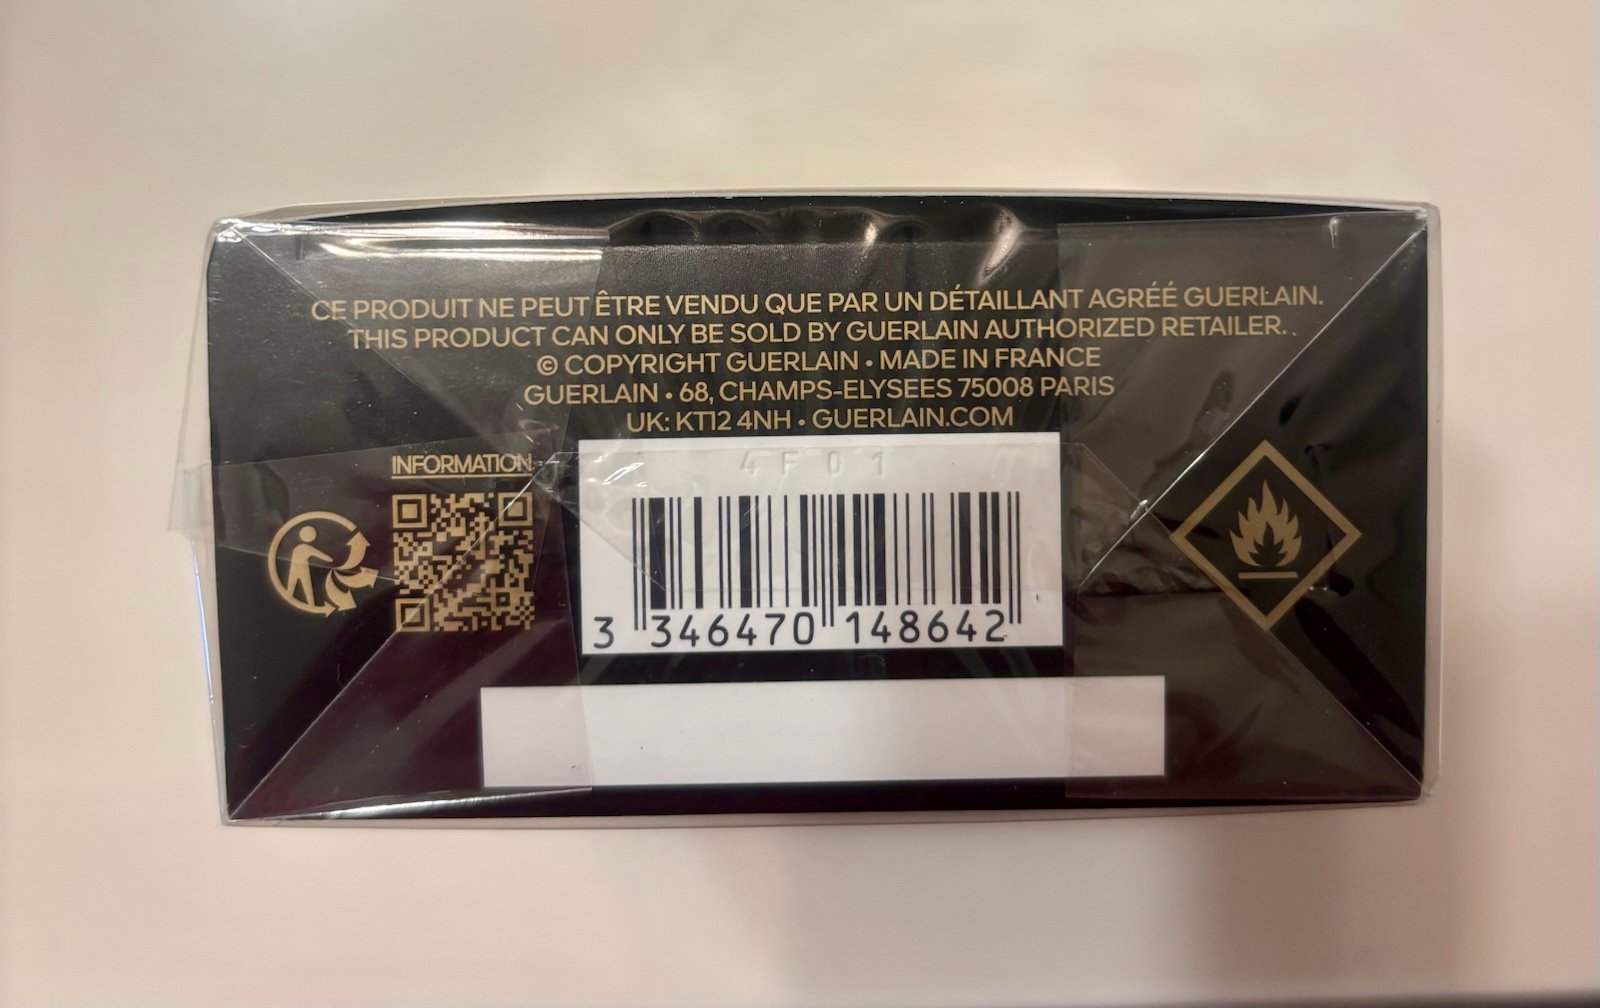 CE PRODUIT NE PEUT ÊTRE VENDU QUE PAR UN DÉTAILLANT AGRÉÉ GUERLAIN.
THIS PRODUCT CAN ONLY BE SOLD BY GUERLAIN AUTHORIZED RETAILER.
© COPYRIGHT GUERLAIN • MADE IN FRANCE
GUERLAIN • 68, CHAMPS-ELYSEES 75008 PARIS
UK: KT12 4NH • GUERLAIN.COM
INFORMATION
4F01
3 346470 148642